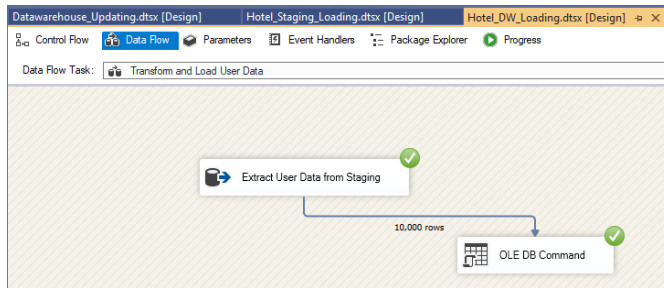 Datawarehouse_Updating.dtsx [Design] Hotel_Staging_Loading.dtsx [Design] Hotel_DW_Loading.dtsx [Design]
Control Flow Data Flow Parameters Event Handlers Package Explorer Progress
Data Flow Task: Transform and Load User Data
Extract User Data from Staging
10,000 rows
OLE DB Command